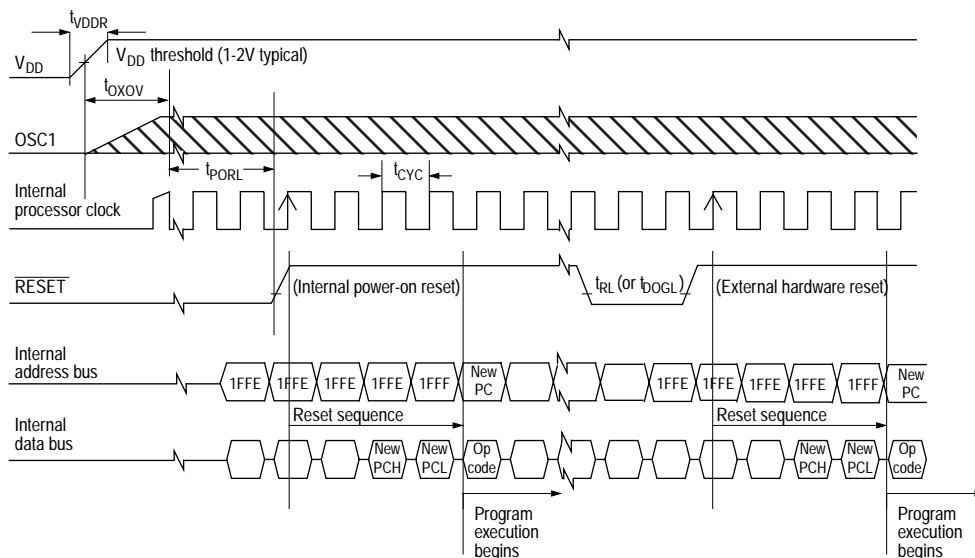 tVDDR
VDD
VDD threshold (1-2V typical)
tOXOV
OSC1
tPORL
tCYC
Internal
processor clock
RESET
(Internal power-on reset)
tRL (or tDOGL)
(External hardware reset)
Internal
address bus
1FFE 1FFE 1FFE 1FFE 1FFF New PC 1FFE 1FFE 1FFE 1FFE 1FFF New PC
Reset sequence Reset sequence
Internal
data bus
New PCH New PCL Op code New PCH New PCL Op code
Program
execution
begins
Program
execution
begins